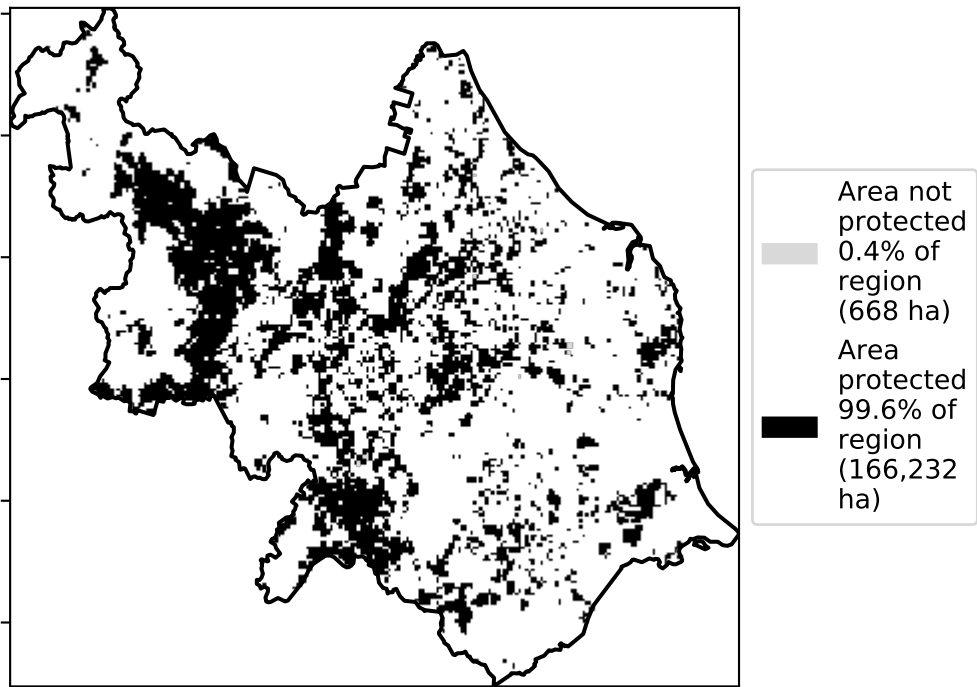 Area not
protected
0.4% of
region
(668 ha)
Area
protected
99.6% of
region
(166,232
ha)